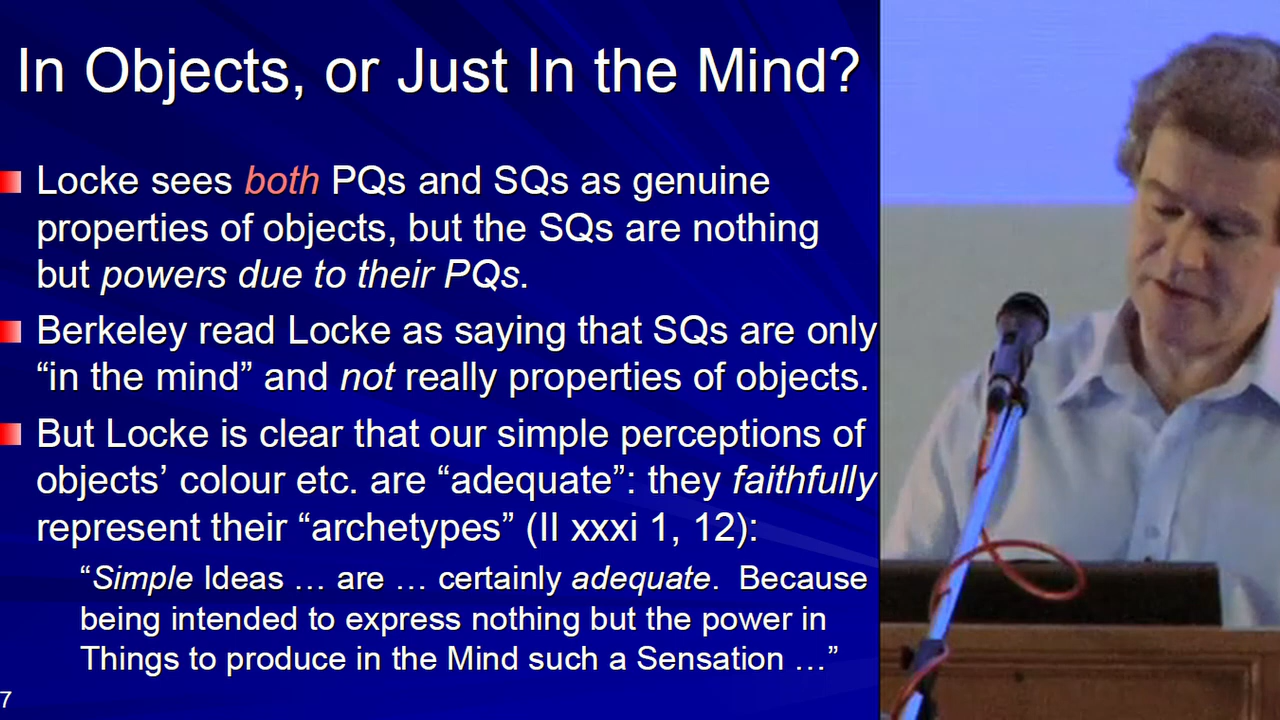 In Objects, or Just In the Mind?
Locke sees both PQs and SQs as genuine
properties of objects, but the SQs are nothing
but powers due to their PQs.
Berkeley read Locke as saying that SQs are only
“in the mind” and not really properties of objects.
But Locke is clear that our simple perceptions of
objects’ colour etc. are “adequate”: they faithfully
represent their “archetypes” (II xxxi 1, 12):
“Simple Ideas … are … certainly adequate. Because
being intended to express nothing but the power in
Things to produce in the Mind such a Sensation …”
7